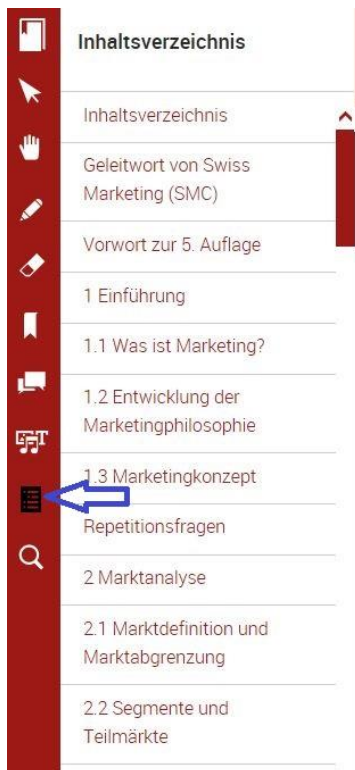 Inhaltsverzeichnis
Inhaltsverzeichnis
Geleitwort von Swiss
Marketing (SMC)
Vorwort zur 5. Auflage
1 Einführung
1.1 Was ist Marketing?
1.2 Entwicklung der
Marketingphilosophie
1.3 Marketingkonzept
Repetitionsfragen
2 Marktanalyse
2.1 Marktdefinition und
Marktabgrenzung
2.2 Segmente und
Teilmärkte
T